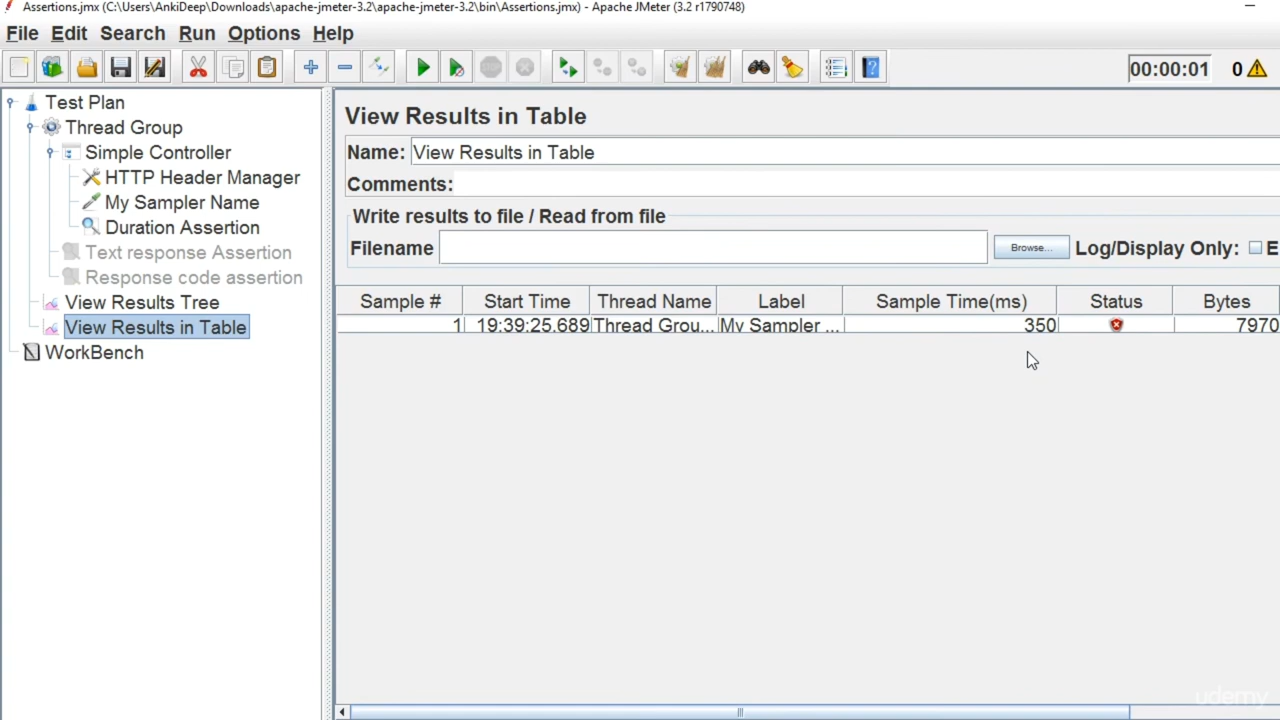 Assertions.jmx (C:\Users\AnkiDeep\Downloads\apache-jmeter-3.2\apache-jmeter-3.2\bin\Assertions.jmx) - Apache JMeter (3.2 r1790748)
File Edit Search Run Options Help
00:00:01 0
Test Plan
Thread Group
Simple Controller
HTTP Header Manager
My Sampler Name
Duration Assertion
Text response Assertion
Response code assertion
View Results Tree
View Results in Table
WorkBench
View Results in Table
Name: View Results in Table
Comments:
Write results to file / Read from file
Filename Browse... Log/Display Only: E
Sample # Start Time Thread Name Label Sample Time(ms) Status Bytes
1 19:39:25.689 Thread Grou... My Sampler ... 350 7970
udemy